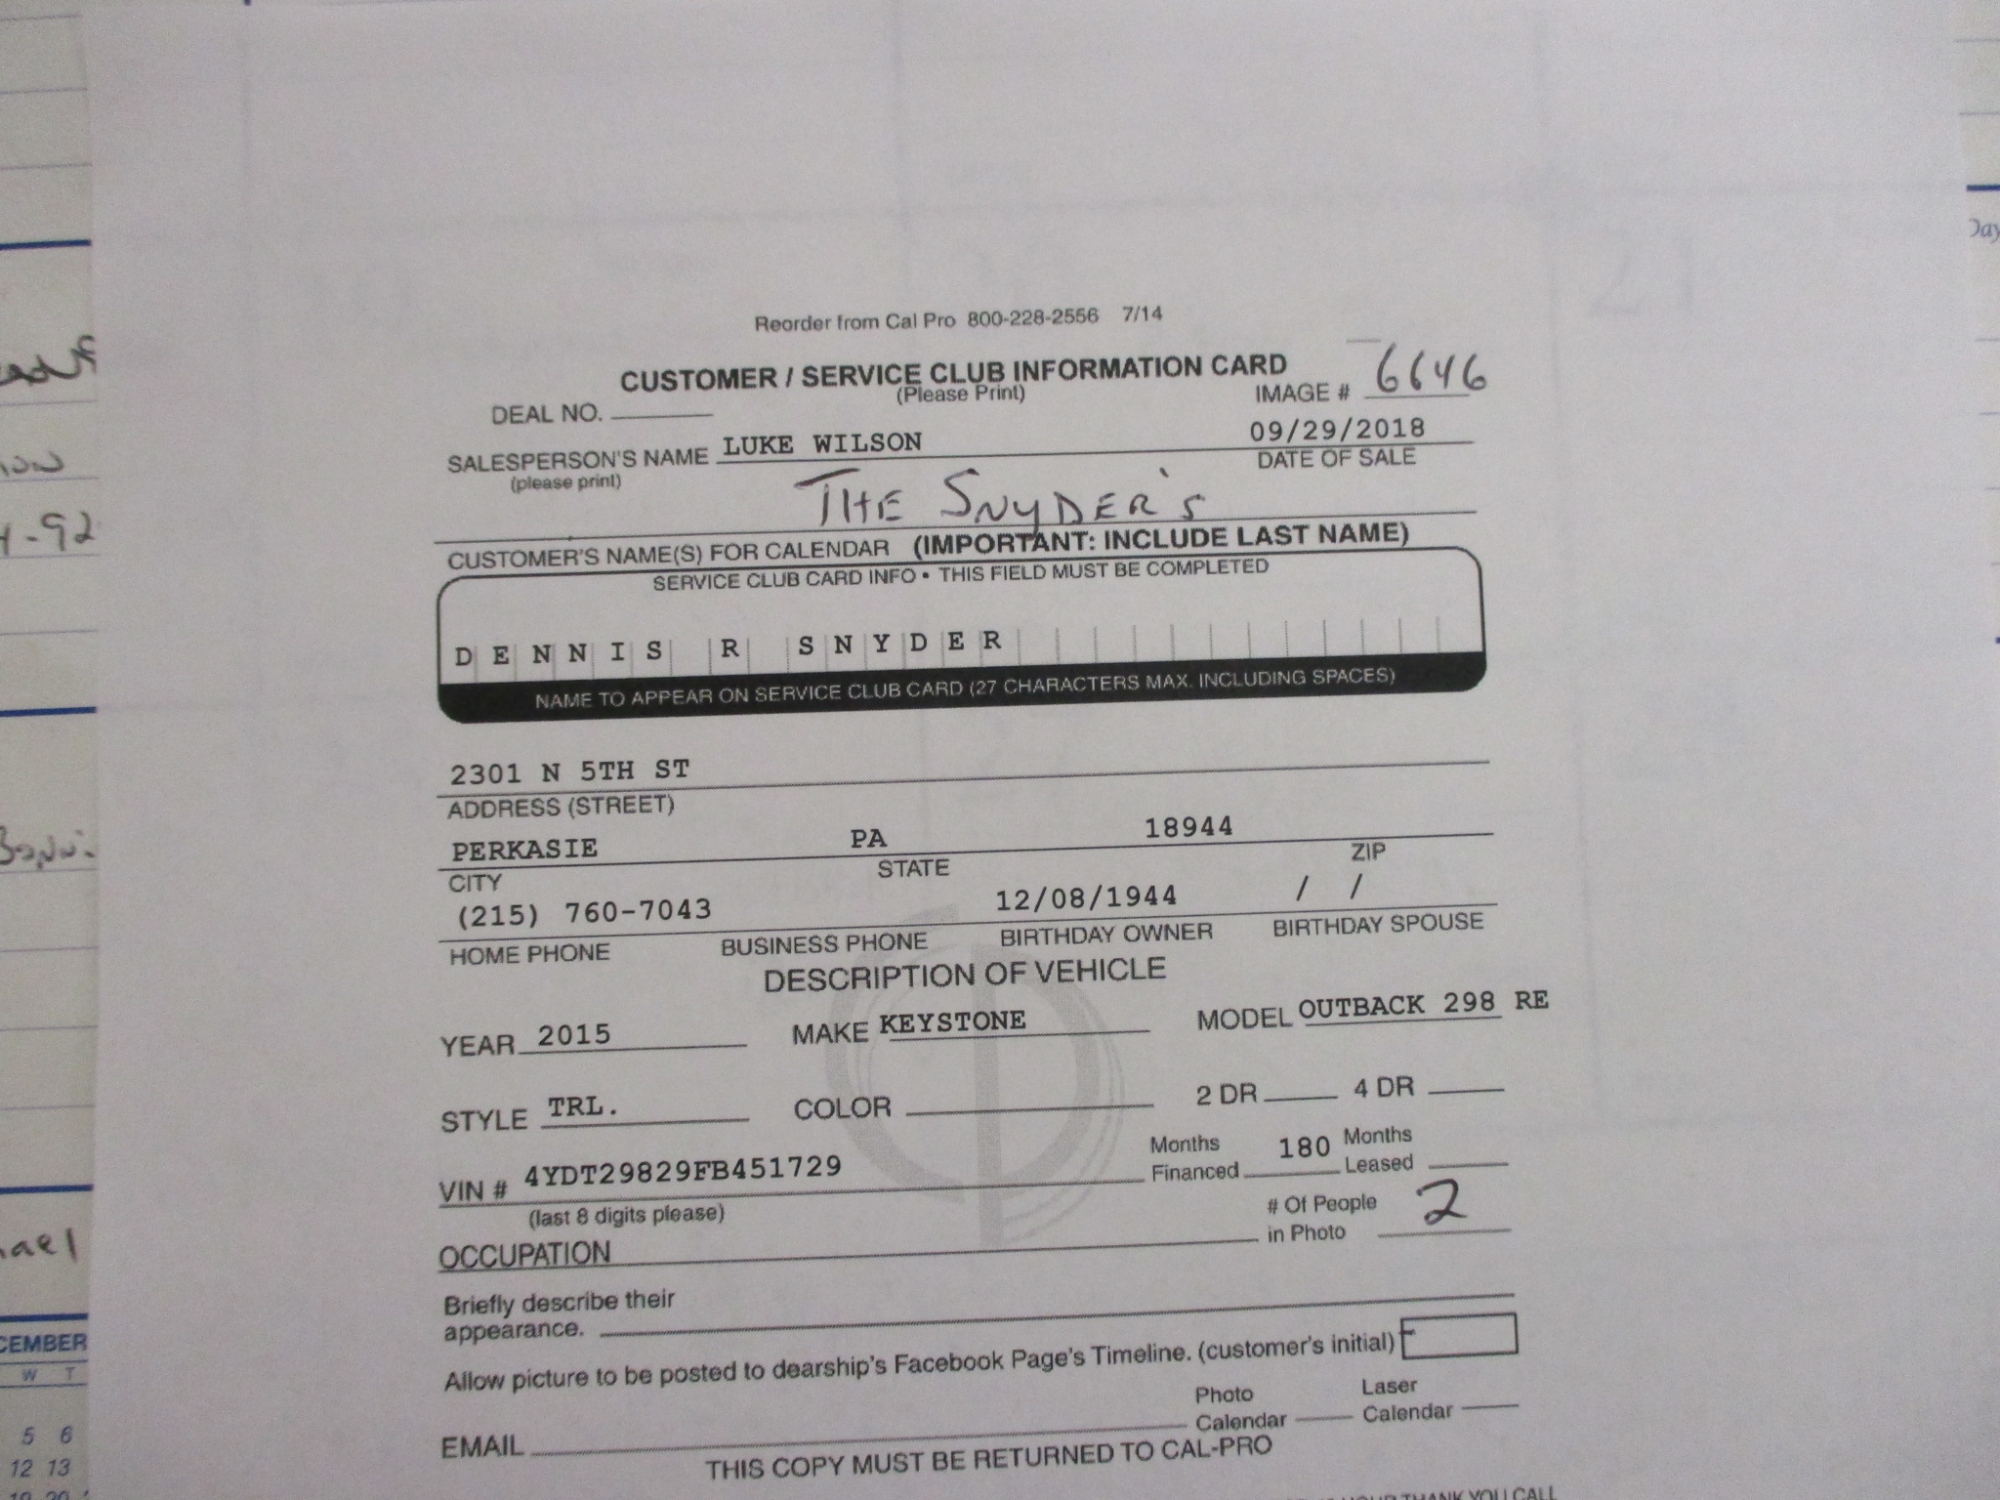 Reorder from Cal Pro 800-228-2556 7/14
CUSTOMER / SERVICE CLUB INFORMATION CARD
(Please Print)
IMAGE # 6646
DEAL NO.
SALESPERSON'S NAME LUKE WILSON
(please print)
09/29/2018
DATE OF SALE
THE SNYDER'S
CUSTOMER'S NAME(S) FOR CALENDAR (IMPORTANT: INCLUDE LAST NAME)
SERVICE CLUB CARD INFO • THIS FIELD MUST BE COMPLETED
DENNIS R SNYDER
NAME TO APPEAR ON SERVICE CLUB CARD (27 CHARACTERS MAX. INCLUDING SPACES)
2301 N 5TH ST
ADDRESS (STREET)
PERKASIE PA 18944
CITY STATE ZIP
(215) 760-7043 12/08/1944 / /
HOME PHONE BUSINESS PHONE BIRTHDAY OWNER BIRTHDAY SPOUSE
DESCRIPTION OF VEHICLE
YEAR 2015 MAKE KEYSTONE MODEL OUTBACK 298 RE
STYLE TRL. COLOR 2 DR 4 DR
VIN # 4YDT29829FB451729
(last 8 digits please)
Months Financed 180 Months Leased
# Of People in Photo 2
OCCUPATION
Briefly describe their
appearance.
Allow picture to be posted to dearship's Facebook Page's Timeline. (customer's initial)
EMAIL
Photo Calendar Laser Calendar
THIS COPY MUST BE RETURNED TO CAL-PRO
THANK YOU CALL
-92
W T
5 6
12 13